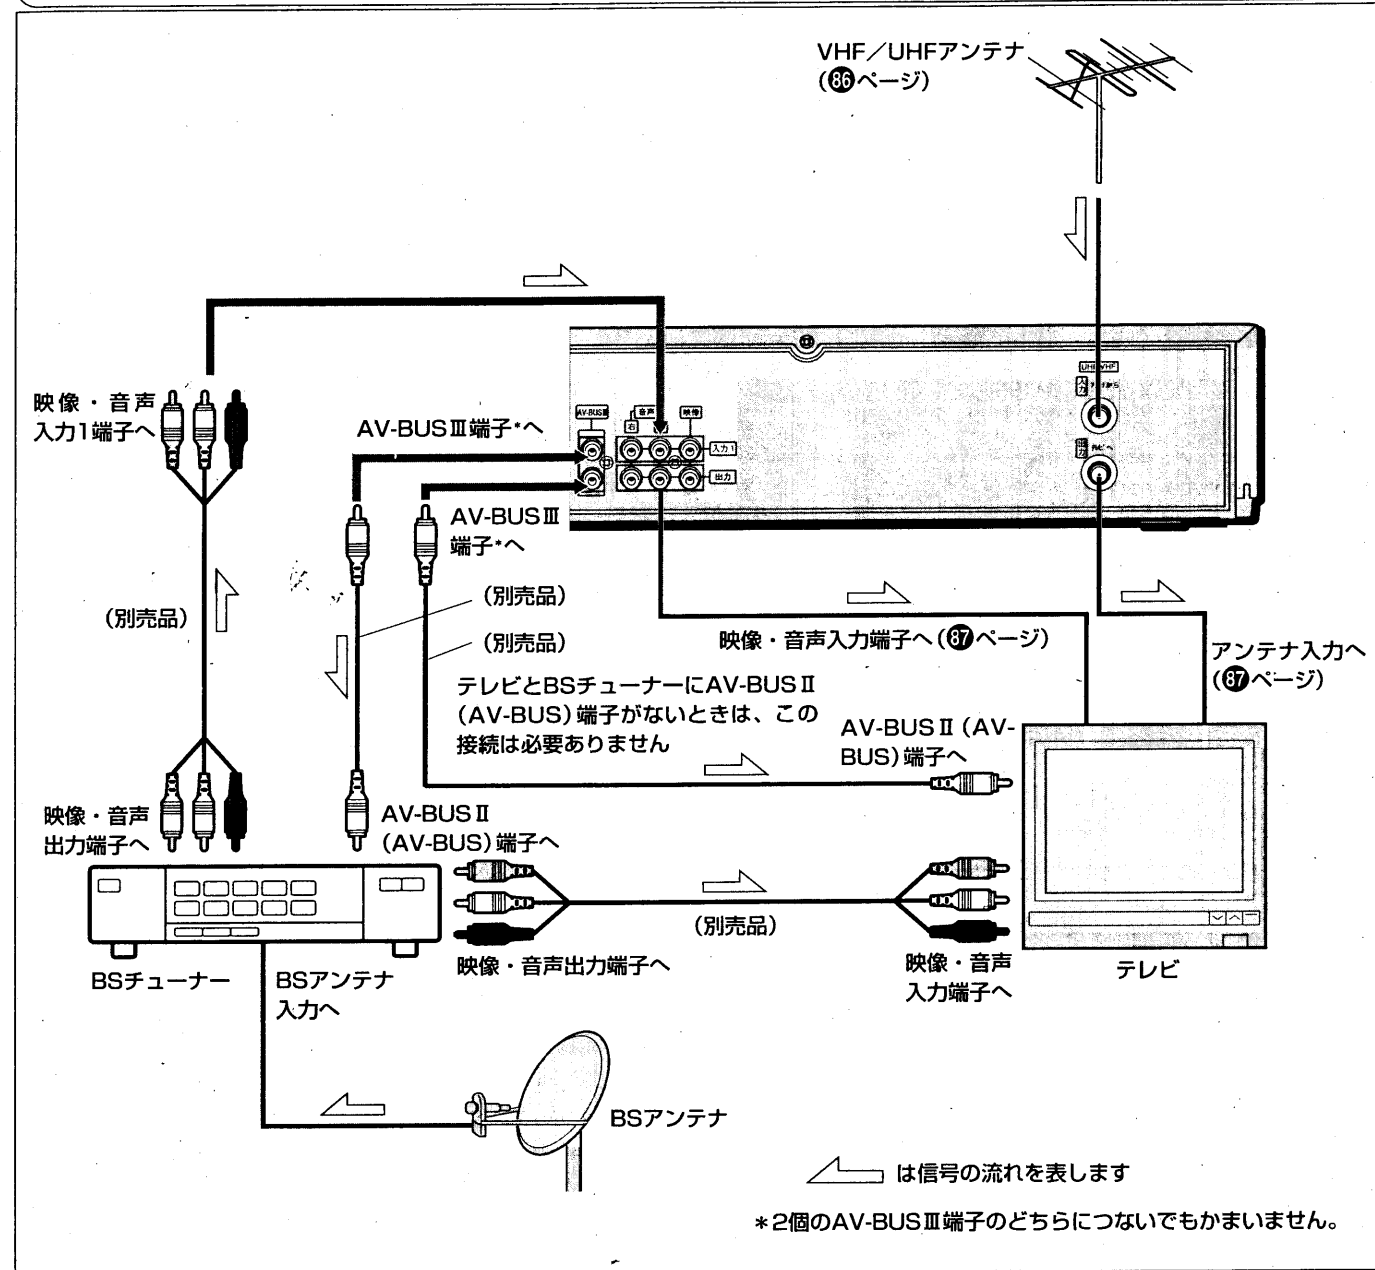 VHF／UHFアンテナ
（86ページ）
映像・音声
入力1端子へ
AV-BUSⅢ端子*へ
AV-BUSⅢ
音声
右
映像
入力1
出力
UHF/VHF
入力
出力
AV-BUSⅢ
端子*へ
（別売品）
（別売品）
（別売品）
映像・音声入力端子へ（87ページ）
アンテナ入力へ
（87ページ）
テレビとBSチューナーにAV-BUSⅡ
（AV-BUS）端子がないときは、この
接続は必要ありません
AV-BUSⅡ（AV-
BUS）端子へ
映像・音声
出力端子へ
AV-BUSⅡ
（AV-BUS）端子へ
（別売品）
BSチューナー
BSアンテナ
入力へ
映像・音声出力端子へ
映像・音声
入力端子へ
テレビ
BSアンテナ
は信号の流れを表します
＊2個のAV-BUSⅢ端子のどちらにつないでもかまいません。